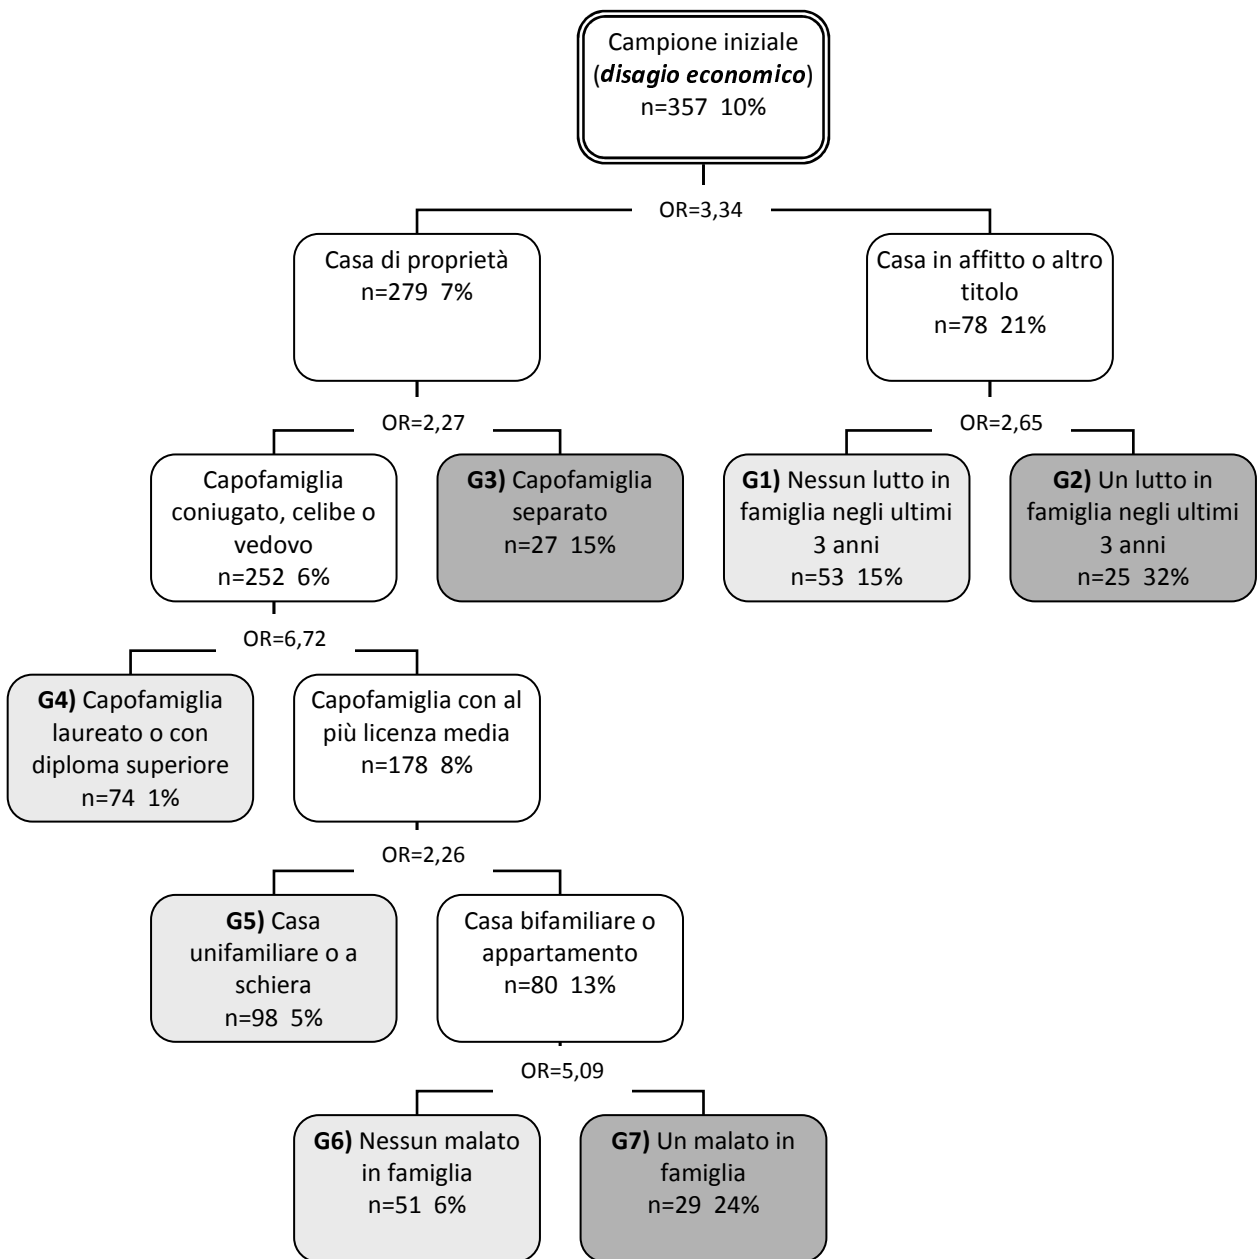 Campione iniziale
(disagio economico)
n=357 10%
OR=3,34
Casa di proprietà
n=279 7%
Casa in affitto o altro
titolo
n=78 21%
OR=2,27
OR=2,65
Capofamiglia
coniugato, celibe o
vedovo
n=252 6%
G3) Capofamiglia
separato
n=27 15%
G1) Nessun lutto in
famiglia negli ultimi
3 anni
n=53 15%
G2) Un lutto in
famiglia negli ultimi
3 anni
n=25 32%
OR=6,72
G4) Capofamiglia
laureato o con
diploma superiore
n=74 1%
Capofamiglia con al
più licenza media
n=178 8%
OR=2,26
G5) Casa
unifamiliare o a
schiera
n=98 5%
Casa bifamiliare o
appartamento
n=80 13%
OR=5,09
G6) Nessun malato
in famiglia
n=51 6%
G7) Un malato in
famiglia
n=29 24%